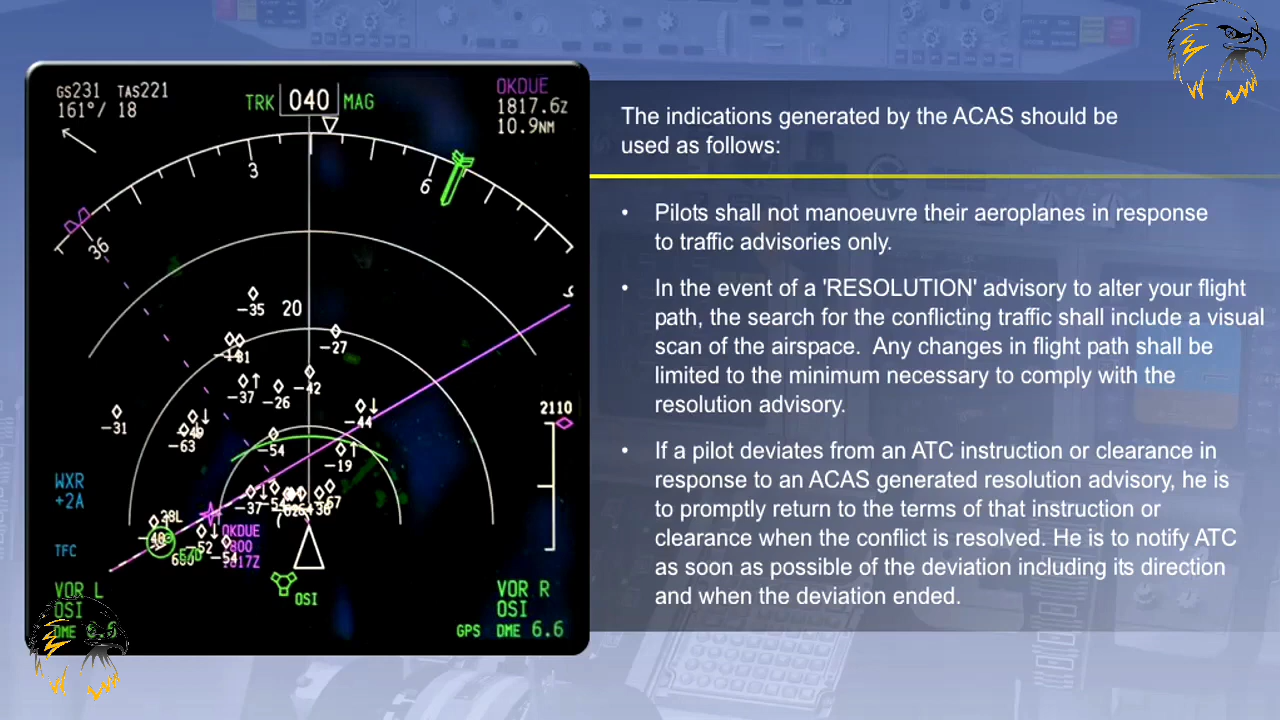 GS231 TAS221
161°/ 18
TRK 040 MAG
OKDUE
1817.6Z
10.9NM
3
6
36
20
-35
-27
-42
-37
-26
-31
-44
-63
-54
-19
2110
WXR
+2A
TFC
-37
28L
-52
-54
OKDUE
VOR L
OSI
DME
OSI
VOR R
OSI
GPS DME 6.6
The indications generated by the ACAS should be
used as follows:
• Pilots shall not manoeuvre their aeroplanes in response
to traffic advisories only.
• In the event of a 'RESOLUTION' advisory to alter your flight
path, the search for the conflicting traffic shall include a visual
scan of the airspace. Any changes in flight path shall be
limited to the minimum necessary to comply with the
resolution advisory.
• If a pilot deviates from an ATC instruction or clearance in
response to an ACAS generated resolution advisory, he is
to promptly return to the terms of that instruction or
clearance when the conflict is resolved. He is to notify ATC
as soon as possible of the deviation including its direction
and when the deviation ended.